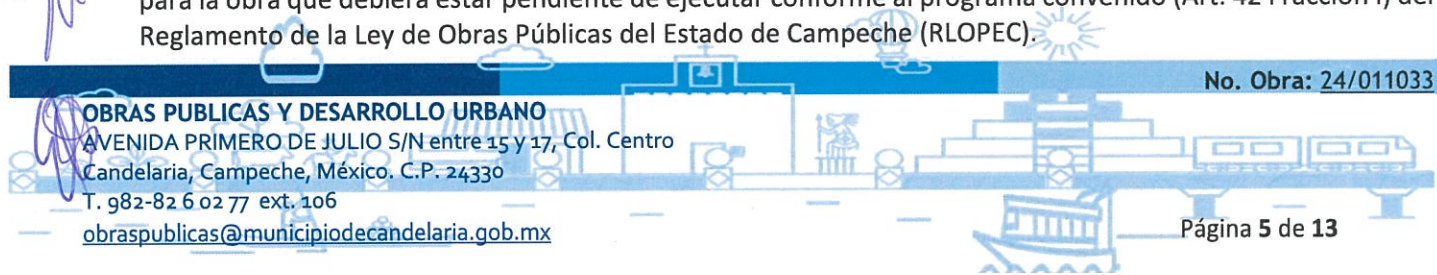 para la obra que debiera estar pendiente de ejecutar conforme al programa convenido (Art. 42 Fracción I) del
Reglamento de la Ley de Obras Públicas del Estado de Campeche (RLOPEC).
No. Obra: 24/011033
OBRAS PUBLICAS Y DESARROLLO URBANO
AVENIDA PRIMERO DE JULIO S/N entre 15 y 17, Col. Centro
Candelaria, Campeche, México. C.P. 24330
T. 982-82 6 02 77 ext. 106
obraspublicas@municipiodecandelaria.gob.mx
Página 5 de 13